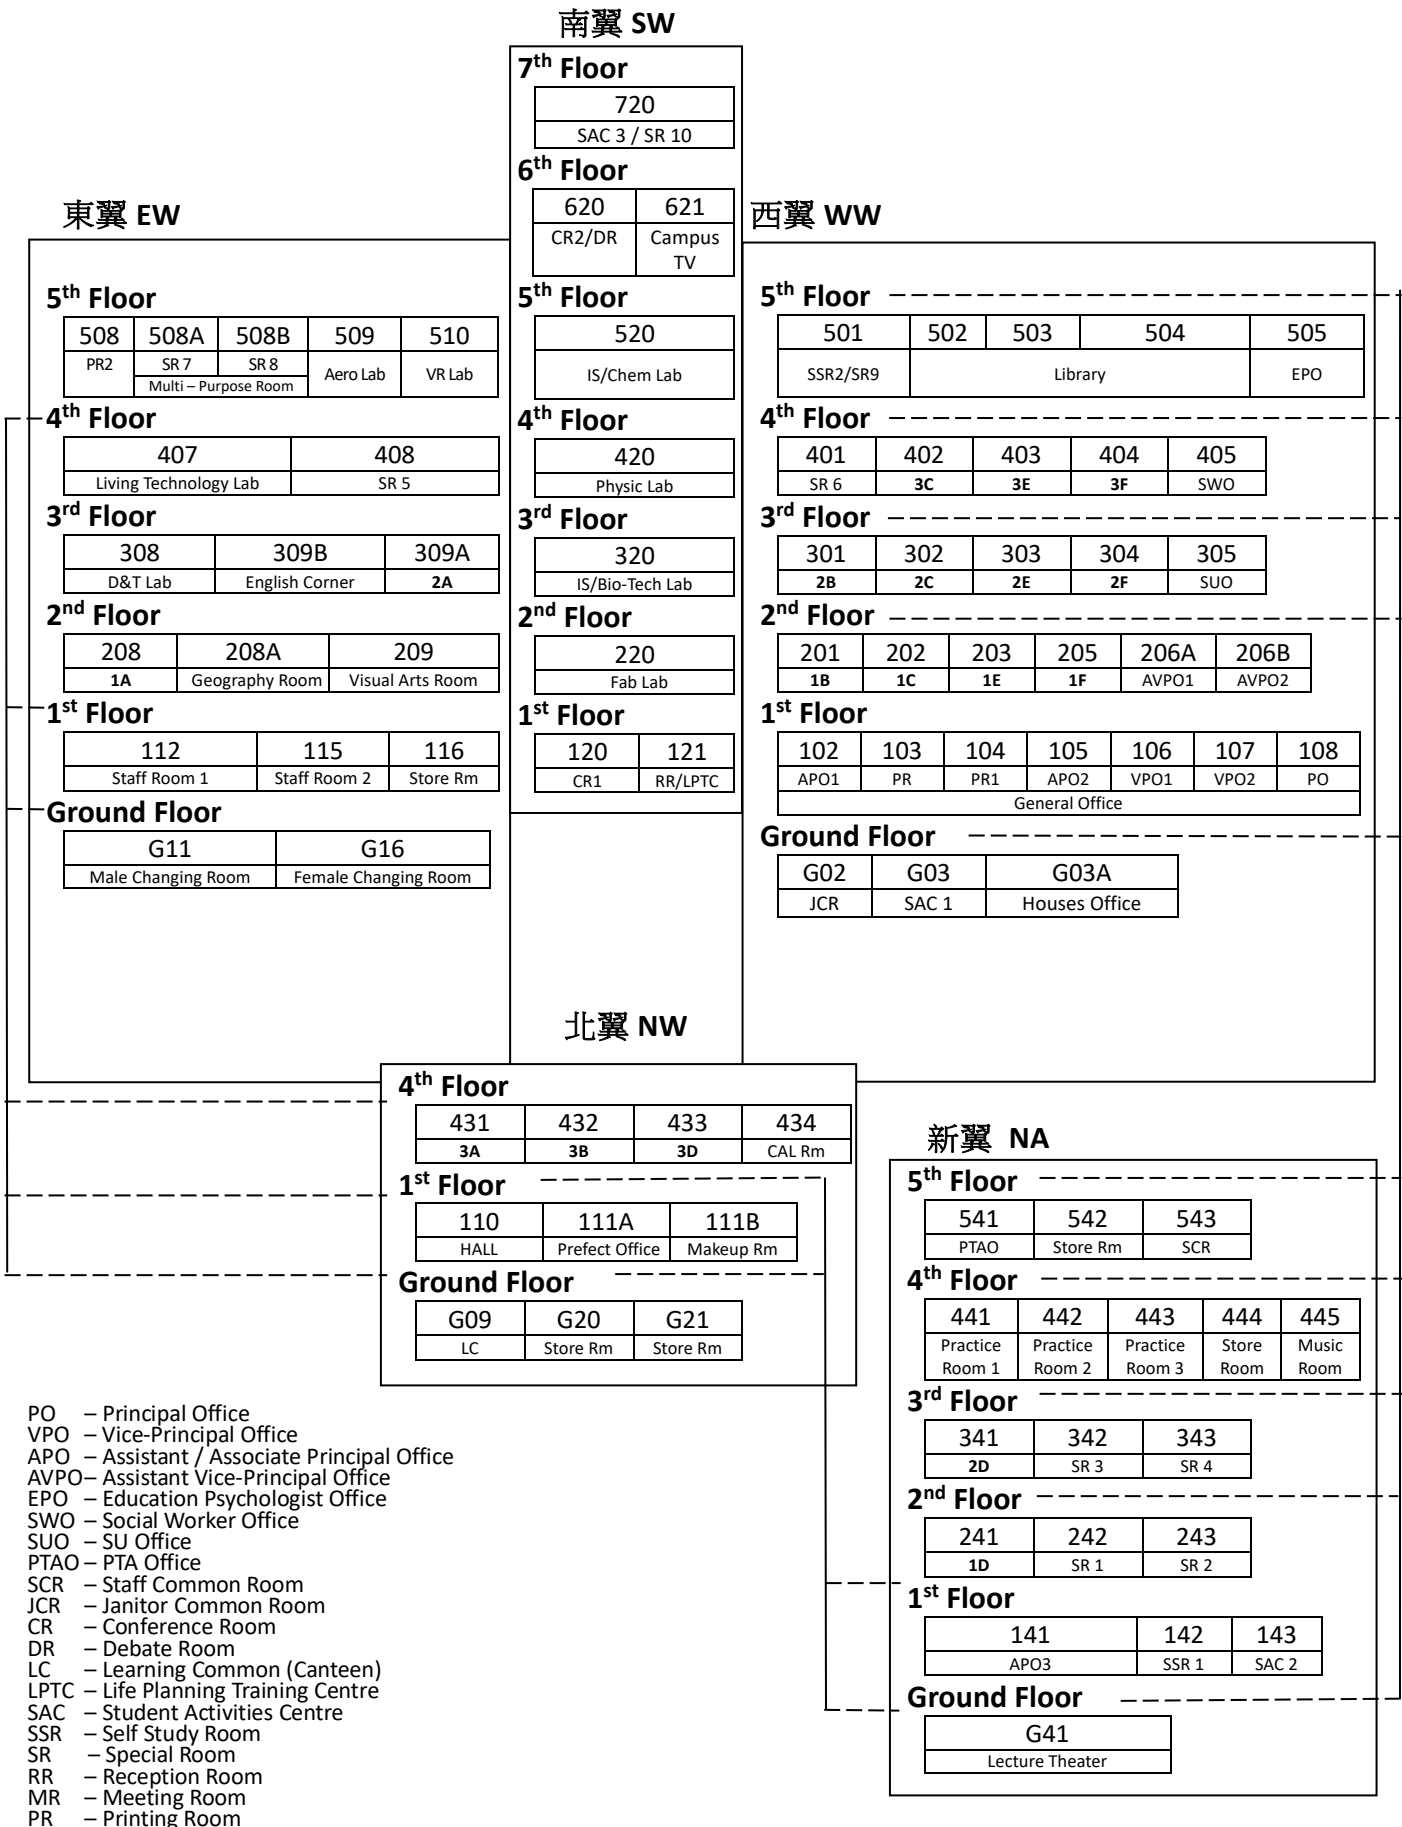 南翼 SW
7th Floor
720
SAC 3 / SR 10
6th Floor
620 621
CR2/DR Campus
TV
5th Floor
520
IS/Chem Lab
4th Floor
420
Physic Lab
3rd Floor
320
IS/Bio-Tech Lab
2nd Floor
220
Fab Lab
1st Floor
120 121
CR1 RR/LPTC
東翼 EW
5th Floor
508 508A 508B 509 510
PR2 SR 7 SR 8 Aero Lab VR Lab
Multi – Purpose Room
4th Floor
407 408
Living Technology Lab SR 5
3rd Floor
308 309B 309A
D&T Lab English Corner 2A
2nd Floor
208 208A 209
1A Geography Room Visual Arts Room
1st Floor
112 115 116
Staff Room 1 Staff Room 2 Store Rm
Ground Floor
G11 G16
Male Changing Room Female Changing Room
西翼 WW
5th Floor
501 502 503 504 505
SSR2/SR9 Library EPO
4th Floor
401 402 403 404 405
SR 6 3C 3E 3F SWO
3rd Floor
301 302 303 304 305
2B 2C 2E 2F SUO
2nd Floor
201 202 203 205 206A 206B
1B 1C 1E 1F AVPO1 AVPO2
1st Floor
102 103 104 105 106 107 108
APO1 PR PR1 APO2 VPO1 VPO2 PO
General Office
Ground Floor
G02 G03 G03A
JCR SAC 1 Houses Office
北翼 NW
4th Floor
431 432 433 434
3A 3B 3D CAL Rm
1st Floor
110 111A 111B
HALL Prefect Office Makeup Rm
Ground Floor
G09 G20 G21
LC Store Rm Store Rm
新翼 NA
5th Floor
541 542 543
PTAO Store Rm SCR
4th Floor
441 442 443 444 445
Practice Practice Practice Store Music
Room 1 Room 2 Room 3 Room Room
3rd Floor
341 342 343
2D SR 3 SR 4
2nd Floor
241 242 243
1D SR 1 SR 2
1st Floor
141 142 143
APO3 SSR 1 SAC 2
Ground Floor
G41
Lecture Theater
PO – Principal Office
VPO – Vice-Principal Office
APO – Assistant / Associate Principal Office
AVPO – Assistant Vice-Principal Office
EPO – Education Psychologist Office
SWO – Social Worker Office
SUO – SU Office
PTAO – PTA Office
SCR – Staff Common Room
JCR – Janitor Common Room
CR – Conference Room
DR – Debate Room
LC – Learning Common (Canteen)
LPTC – Life Planning Training Centre
SAC – Student Activities Centre
SSR – Self Study Room
SR – Special Room
RR – Reception Room
MR – Meeting Room
PR – Printing Room